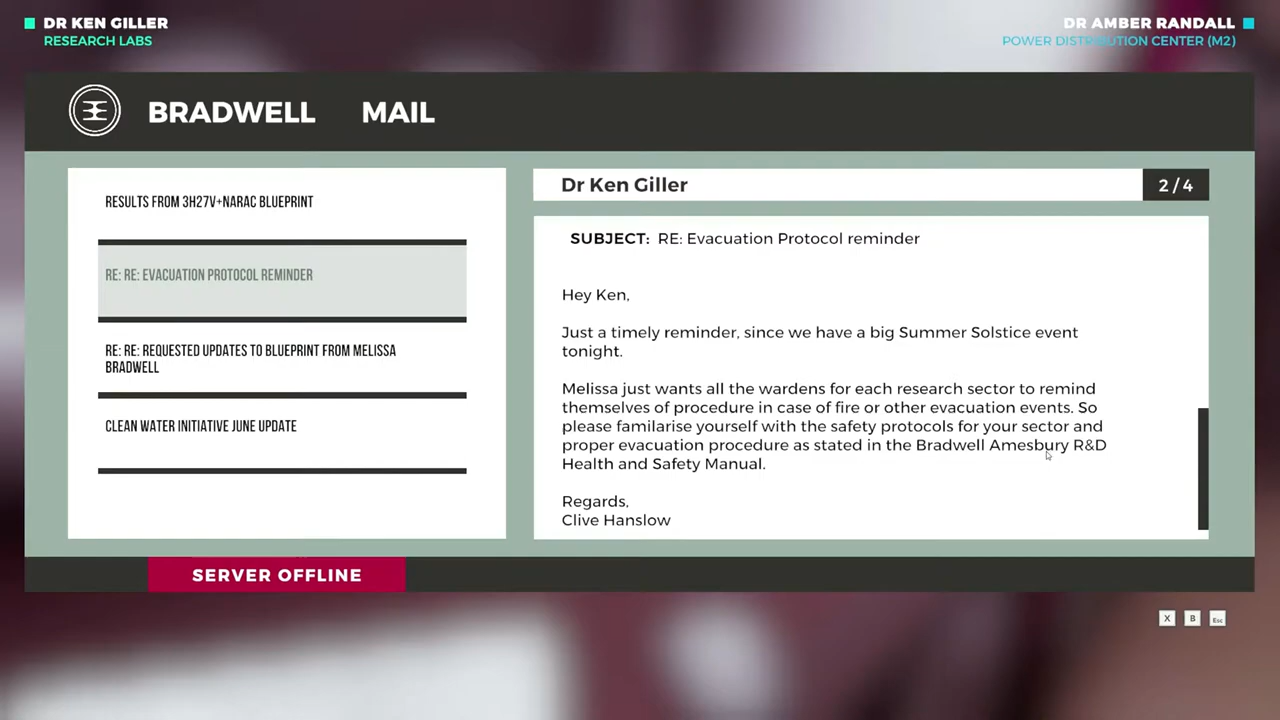 DR KEN GILLER
RESEARCH LABS
DR AMBER RANDALL
POWER DISTRIBUTION CENTER (M2)
BRADWELL MAIL
RESULTS FROM 3H27V+NARAC BLUEPRINT
RE: RE: EVACUATION PROTOCOL REMINDER
RE: RE: REQUESTED UPDATES TO BLUEPRINT FROM MELISSA
BRADWELL
CLEAN WATER INITIATIVE JUNE UPDATE
Dr Ken Giller
2 / 4
SUBJECT: RE: Evacuation Protocol reminder
Hey Ken,
Just a timely reminder, since we have a big Summer Solstice event
tonight.
Melissa just wants all the wardens for each research sector to remind
themselves of procedure in case of fire or other evacuation events. So
please familarise yourself with the safety protocols for your sector and
proper evacuation procedure as stated in the Bradwell Amesbury R&D
Health and Safety Manual.
Regards,
Clive Hanslow
SERVER OFFLINE
X B Esc